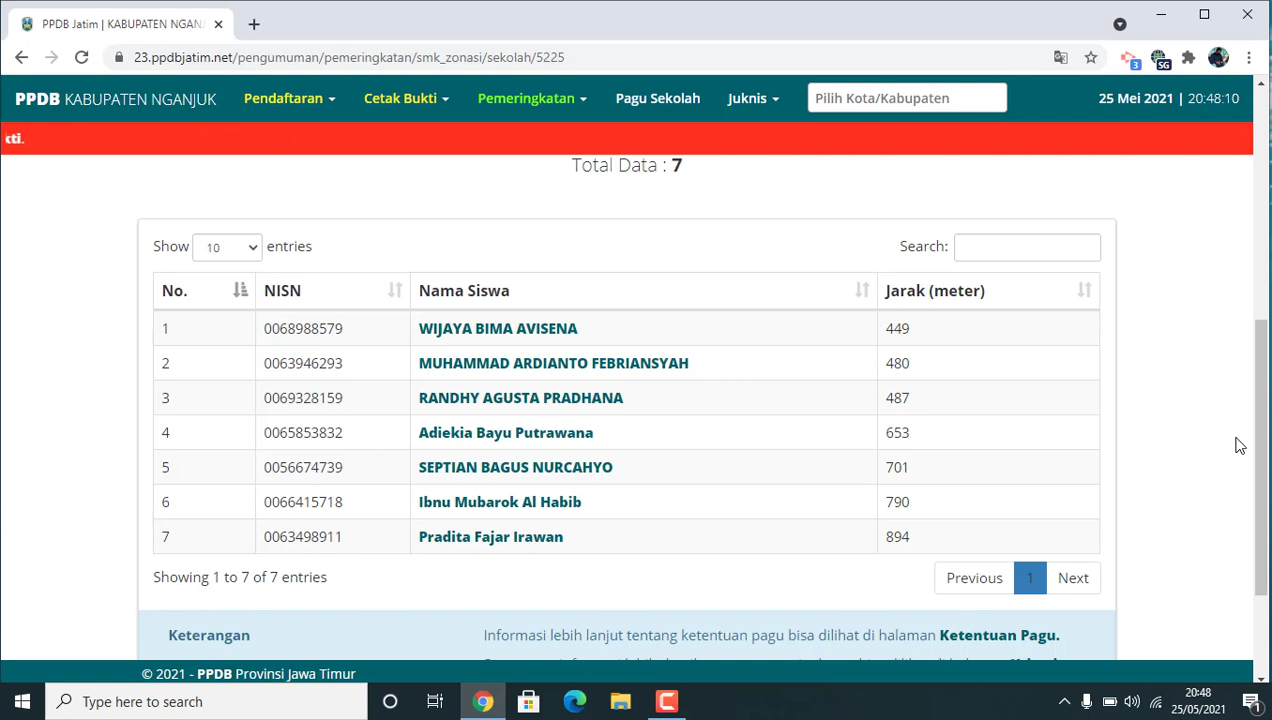 PPDB Jatim | KABUPATEN NGANJ
23.ppdbjatim.net/pengumuman/pemeringkatan/smk_zonasi/sekolah/5225
3
SG
PPDB KABUPATEN NGANJUK Pendaftaran Cetak Bukti Pemeringkatan Pagu Sekolah Juknis Pilih Kota/Kabupaten 25 Mei 2021 | 20:48:10
kti.
Total Data : 7
Show 10 entries Search:
No. NISN Nama Siswa Jarak (meter)
1 0068988579 WIJAYA BIMA AVISENA 449
2 0063946293 MUHAMMAD ARDIANTO FEBRIANSYAH 480
3 0069328159 RANDHY AGUSTA PRADHANA 487
4 0065853832 Adiekia Bayu Putrawana 653
5 0056674739 SEPTIAN BAGUS NURCAHYO 701
6 0066415718 Ibnu Mubarok Al Habib 790
7 0063498911 Pradita Fajar Irawan 894
Showing 1 to 7 of 7 entries Previous 1 Next
Keterangan Informasi lebih lanjut tentang ketentuan pagu bisa dilihat di halaman Ketentuan Pagu.
© 2021 - PPDB Provinsi Jawa Timur
Type here to search 20:48
25/05/2021
1